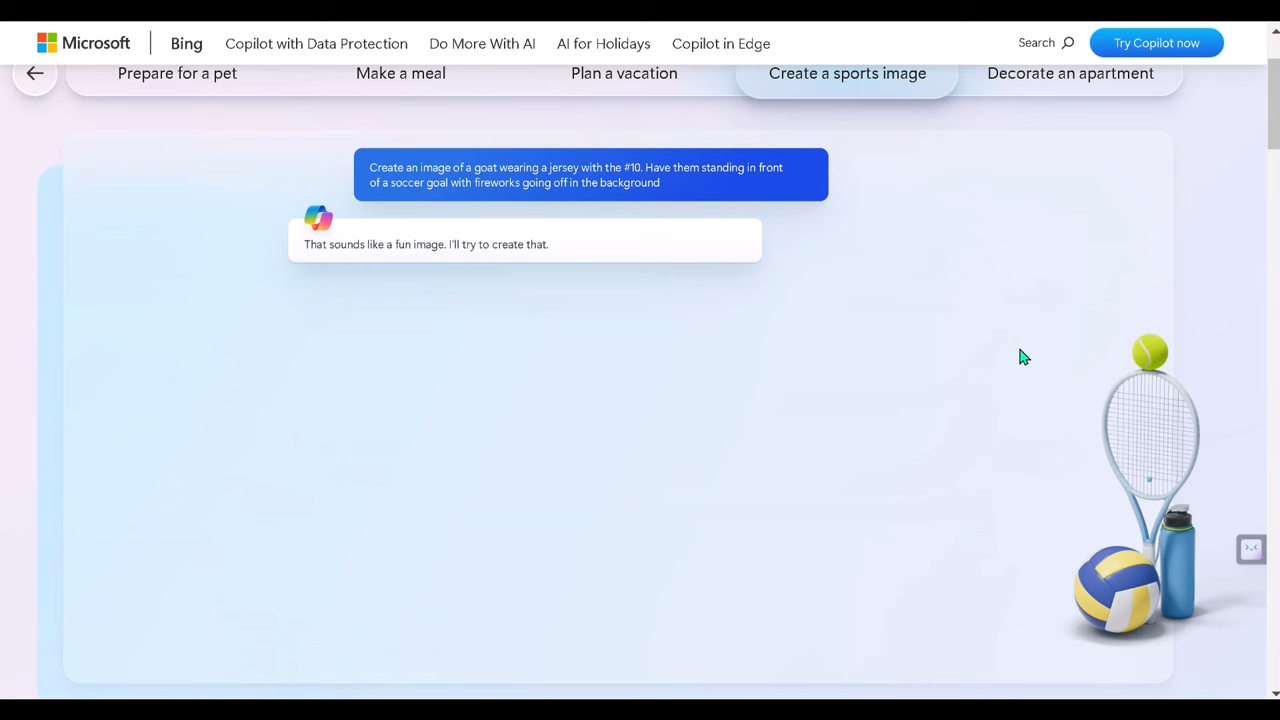 Microsoft
Bing
Copilot with Data Protection
Do More With AI
AI for Holidays
Copilot in Edge
Search
Try Copilot now
Prepare for a pet
Make a meal
Plan a vacation
Create a sports image
Decorate an apartment
Create an image of a goat wearing a jersey with the #10. Have them standing in front
of a soccer goal with fireworks going off in the background
That sounds like a fun image. I'll try to create that.